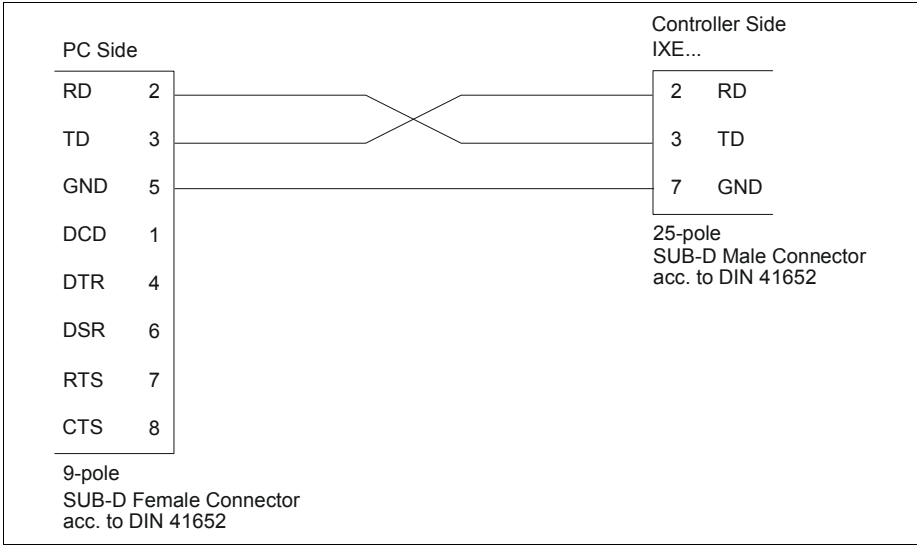 Controller Side
IXE...
PC Side
RD 2
TD 3
GND 5
DCD 1
DTR 4
DSR 6
RTS 7
CTS 8
2 RD
3 TD
7 GND
25-pole
SUB-D Male Connector
acc. to DIN 41652
9-pole
SUB-D Female Connector
acc. to DIN 41652